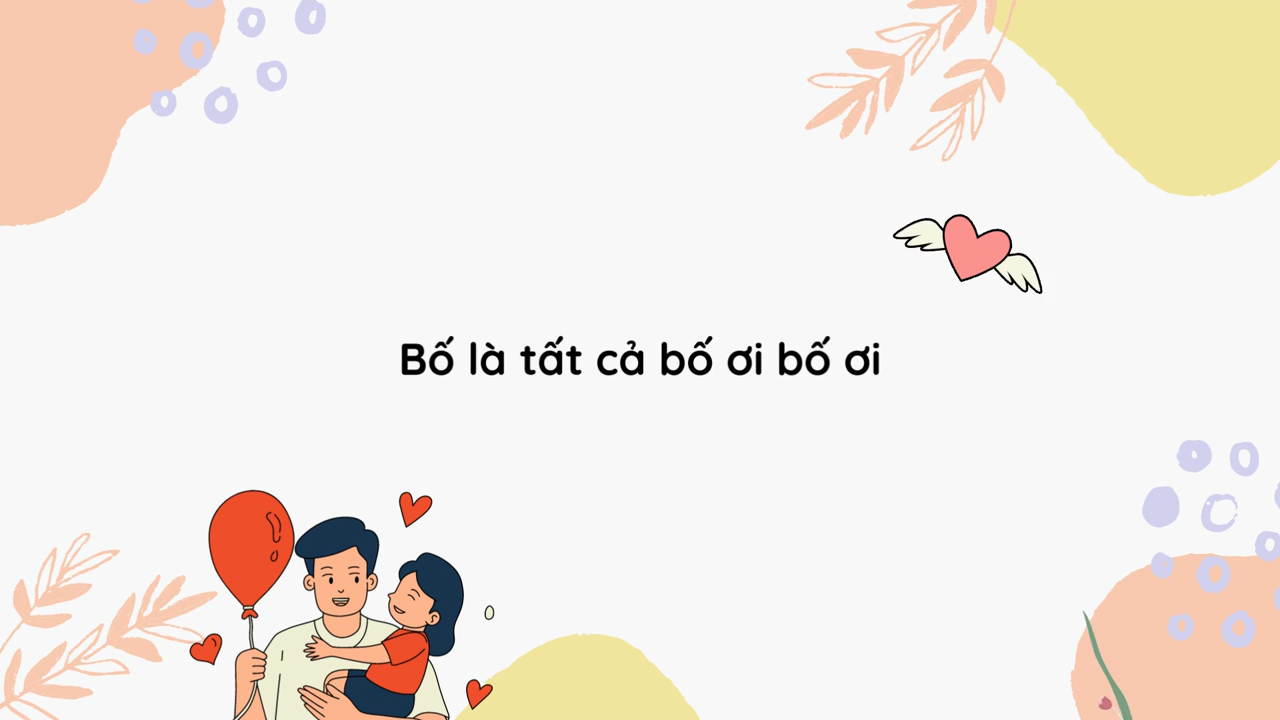 Bố là tất cả bố ơi bố ơi